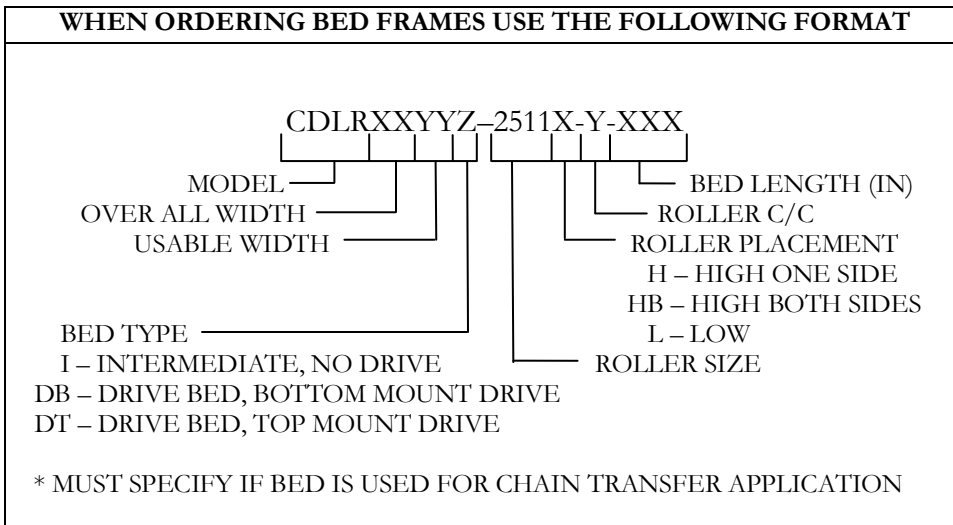 WHEN ORDERING BED FRAMES USE THE FOLLOWING FORMAT
CDLRXXYYZ–2511X-Y-XXX
MODEL
BED LENGTH (IN)
OVER ALL WIDTH
ROLLER C/C
USABLE WIDTH
ROLLER PLACEMENT
H – HIGH ONE SIDE
HB – HIGH BOTH SIDES
L – LOW
ROLLER SIZE
BED TYPE
I – INTERMEDIATE, NO DRIVE
DB – DRIVE BED, BOTTOM MOUNT DRIVE
DT – DRIVE BED, TOP MOUNT DRIVE
* MUST SPECIFY IF BED IS USED FOR CHAIN TRANSFER APPLICATION